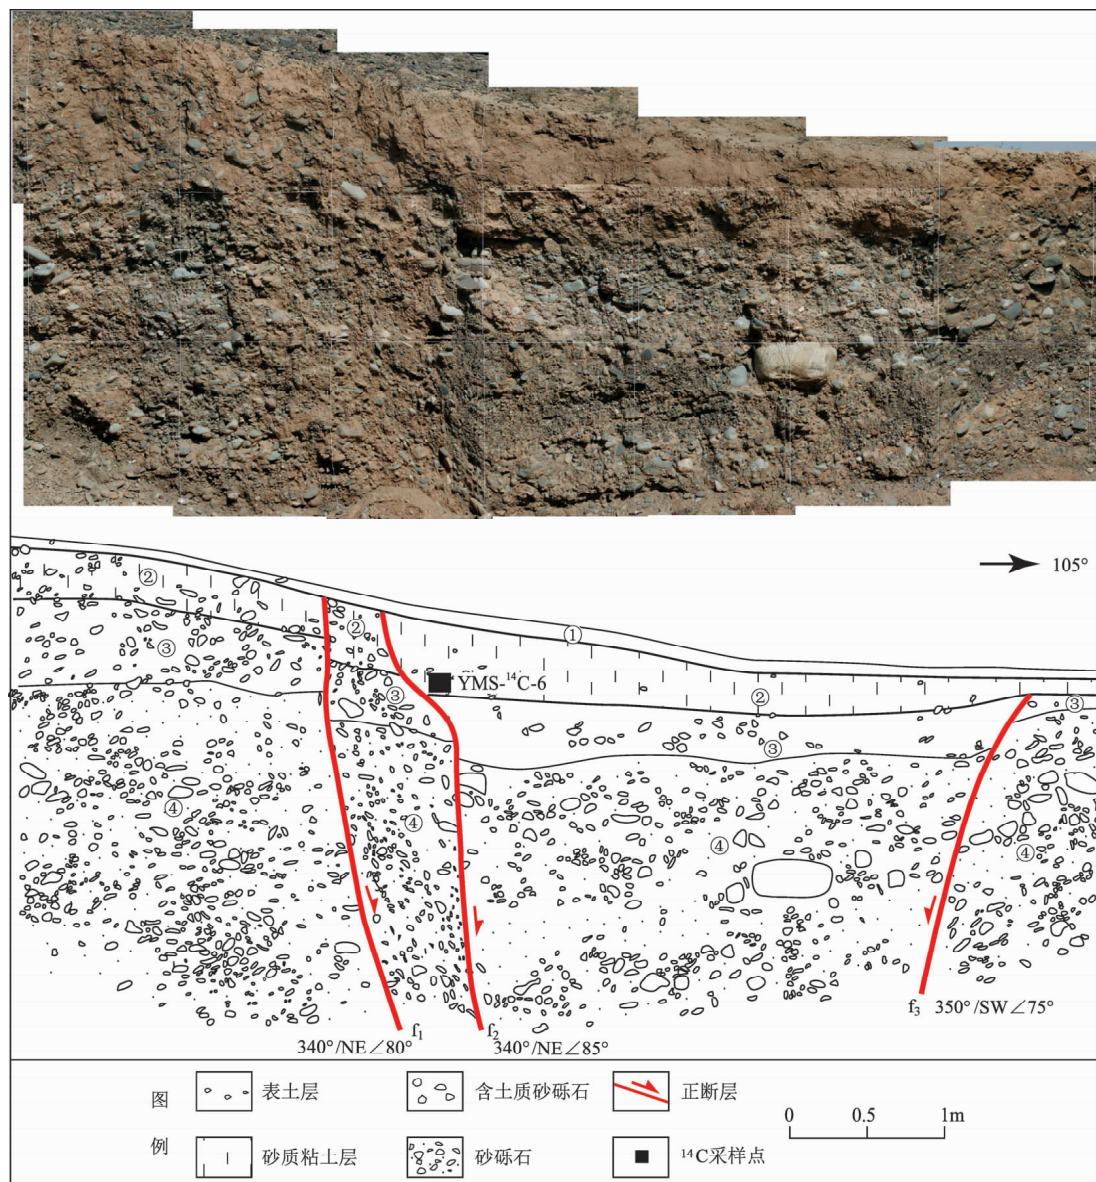 105°
②
①
②
③
③
YMS-¹⁴C-6
②
③
③
④
④
④
④
f₁
340°/NE∠80°
f₂
340°/NE∠85°
f₃ 350°/SW∠75°
图例
表土层
含土质砂砾石
正断层
0 0.5 1m
砂质粘土层
砂砾石
¹⁴C采样点